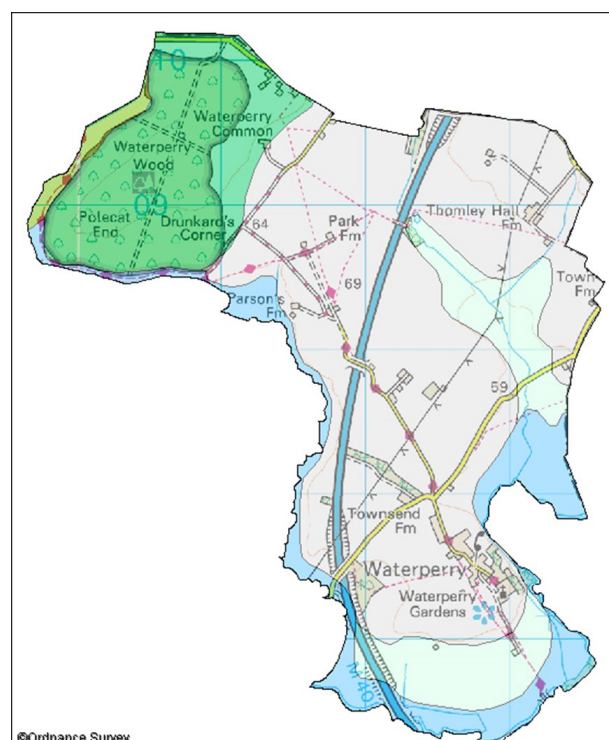 10
Waterperry
Common
Waterperry
Wood
09
Polecat
End
Drunkard's
Corner
64
Park
Fm
Thomley Hall
Fm
Parson's
Fm
69
Town
Fm
59
Townsend
Fm
Waterperry
Waterperry
Gardens
M 40
©Ordnance Survey